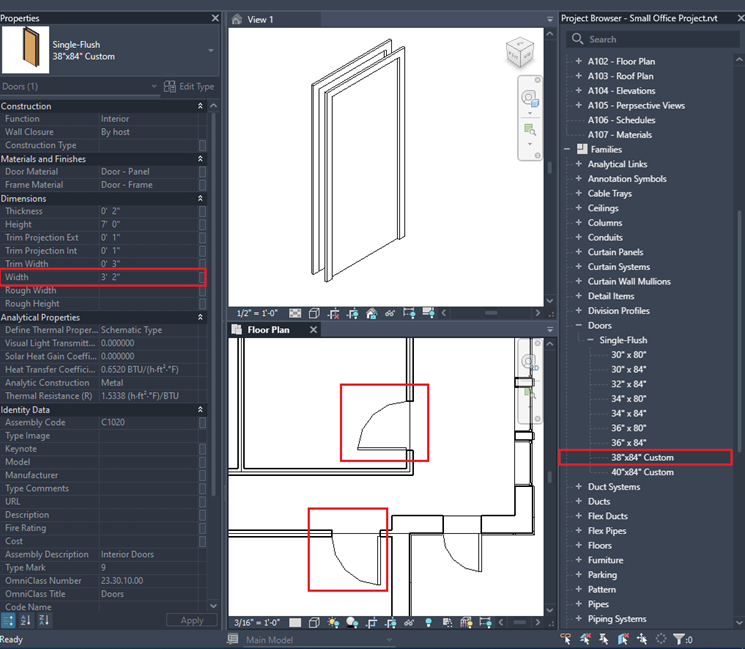 Properties
Single-Flush
38"x84" Custom
Doors (1)
Edit Type
Construction
Function Interior
Wall Closure By host
Construction Type
Materials and Finishes
Door Material Door - Panel
Frame Material Door - Frame
Dimensions
Thickness 0' 2"
Height 7' 0"
Trim Projection Ext 0' 1"
Trim Projection Int 0' 1"
Trim Width 0' 3"
Width 3' 2"
Rough Width
Rough Height
Analytical Properties
Define Thermal Proper... Schematic Type
Visual Light Transmitt... 0.000000
Solar Heat Gain Coeffi... 0.000000
Heat Transfer Coefficie... 0.6520 BTU/(h·ft²·°F)
Analytic Construction Metal
Thermal Resistance (R) 1.5338 (h·ft²·°F)/BTU
Identity Data
Assembly Code C1020
Type Image
Keynote
Model
Manufacturer
Type Comments
URL
Description
Fire Rating
Cost
Assembly Description Interior Doors
Type Mark 9
OmniClass Number 23.30.10.00
OmniClass Title Doors
Code Name
Apply
Ready
View 1
1/2" = 1'-0"
Floor Plan
3/16" = 1'-0"
Main Model
Project Browser - Small Office Project.rvt
Search
A102 - Floor Plan
A103 - Roof Plan
A104 - Elevations
A105 - Perpsective Views
A106 - Schedules
A107 - Materials
Families
Analytical Links
Annotation Symbols
Cable Trays
Ceilings
Columns
Conduits
Curtain Panels
Curtain Systems
Curtain Wall Mullions
Detail Items
Division Profiles
Doors
Single-Flush
30" x 80"
30" x 84"
32" x 84"
34" x 80"
34" x 84"
36" x 80"
36" x 84"
38"x84" Custom
40"x84" Custom
Duct Systems
Ducts
Flex Ducts
Flex Pipes
Floors
Furniture
Parking
Pattern
Pipes
Piping Systems
:0